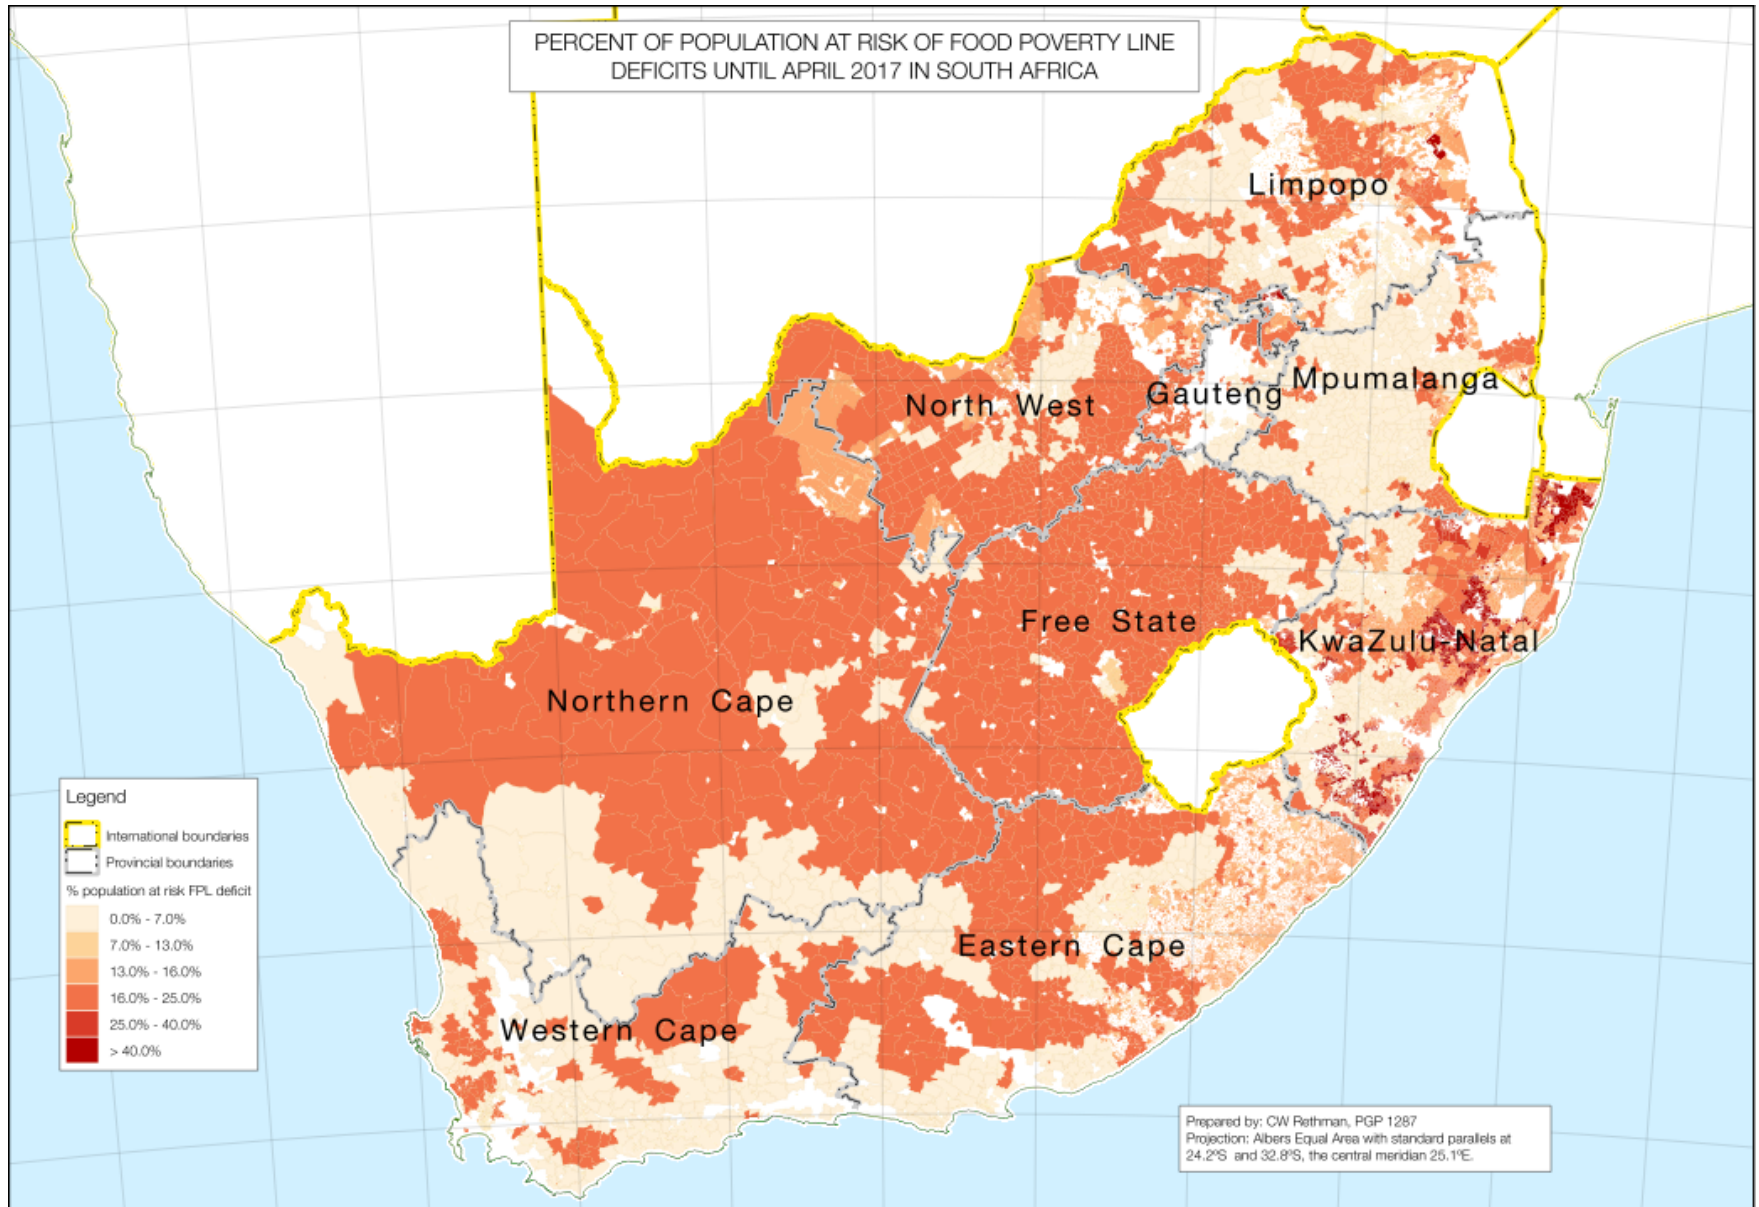 PERCENT OF POPULATION AT RISK OF FOOD POVERTY LINE
DEFICITS UNTIL APRIL 2017 IN SOUTH AFRICA
Limpopo
Mpumalanga
Gauteng
North West
Free State
KwaZulu-Natal
Northern Cape
Eastern Cape
Western Cape
Legend
International boundaries
Provincial boundaries
% population at risk FPL deficit
0.0% - 7.0%
7.0% - 13.0%
13.0% - 16.0%
16.0% - 25.0%
25.0% - 40.0%
> 40.0%
Prepared by: CW Rethman, PGP 1287
Projection: Albers Equal Area with standard parallels at
24.2ºS and 32.8ºS, the central meridian 25.1ºE.